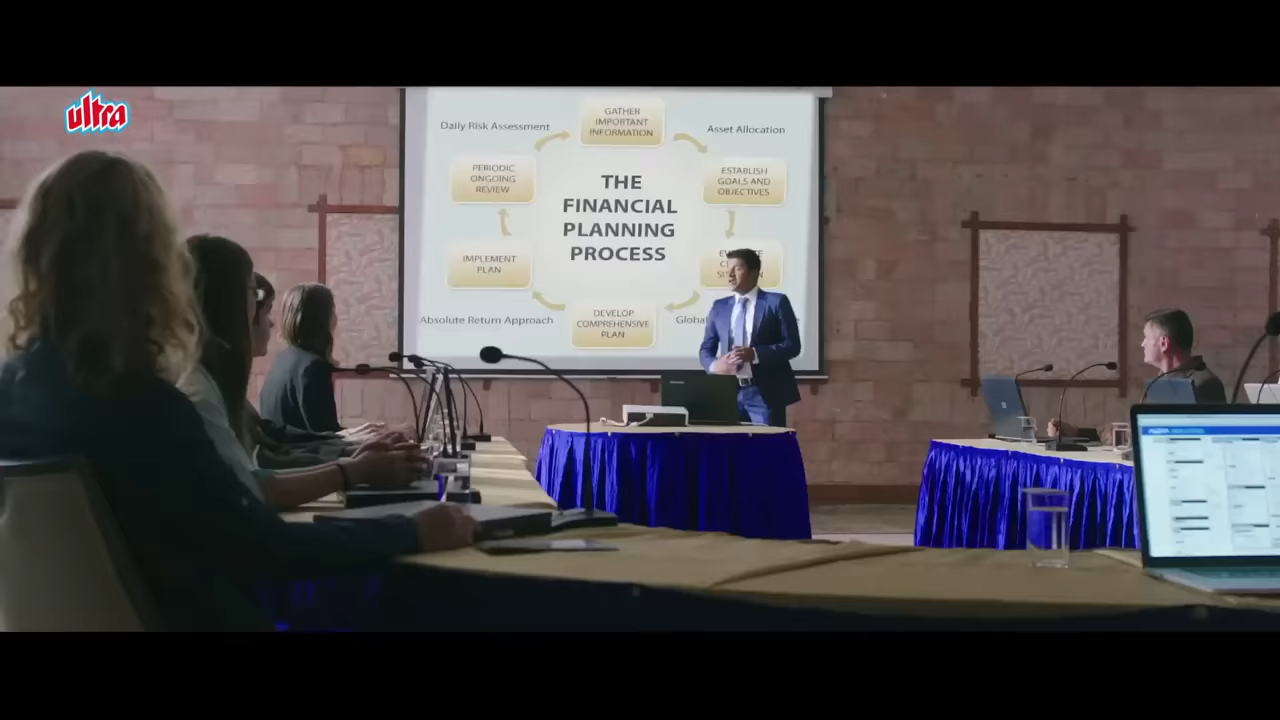 ultra
Daily Risk Assessment
GATHER
IMPORTANT
INFORMATION
Asset Allocation
PERIODIC
ONGOING
REVIEW
THE
FINANCIAL
PLANNING
PROCESS
ESTABLISH
GOALS AND
OBJECTIVES
IMPLEMENT
PLAN
Absolute Return Approach
DEVELOP
COMPREHENSIVE
PLAN
Global